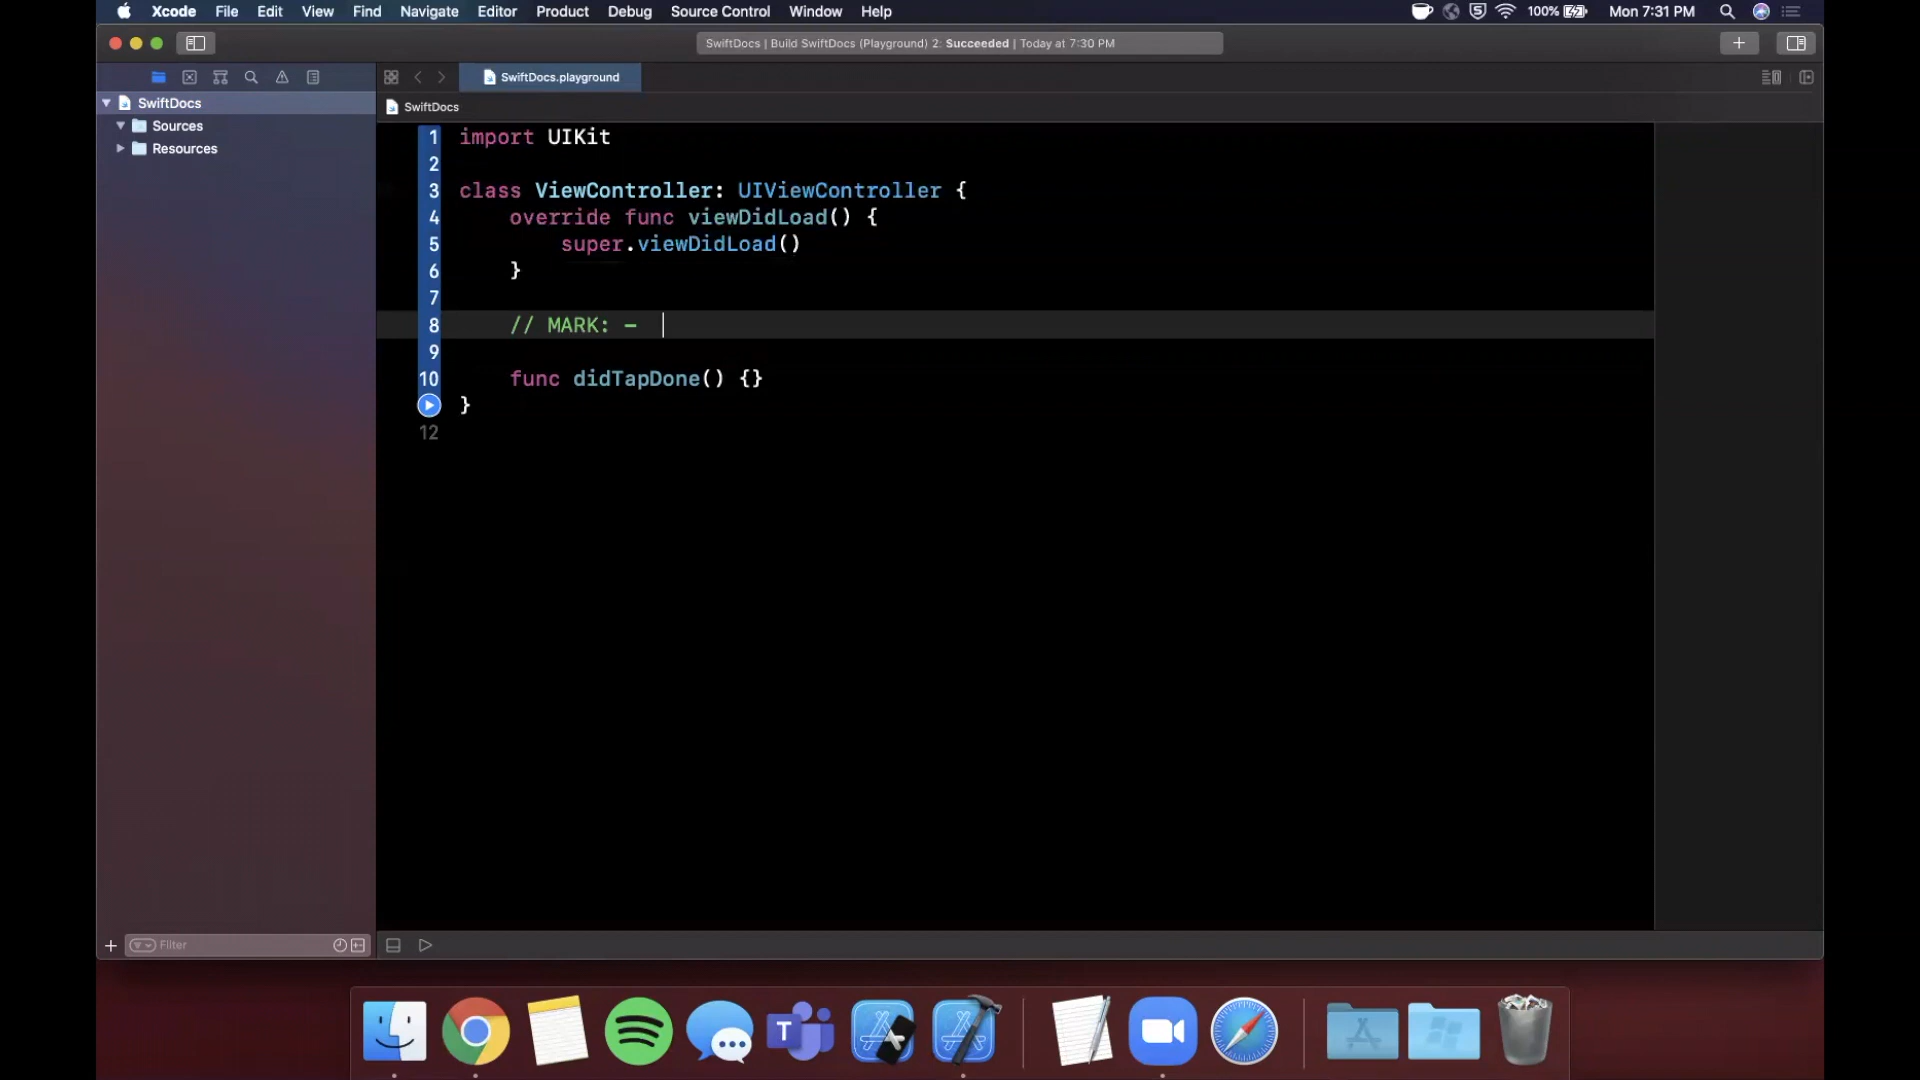 Xcode File Edit View Find Navigate Editor Product Debug Source Control Window Help 100% Mon 7:31 PM
SwiftDocs | Build SwiftDocs (Playground) 2: Succeeded | Today at 7:30 PM
SwiftDocs.playground
SwiftDocs
SwiftDocs
Sources
Resources
1 import UIKit
2
3 class ViewController: UIViewController {
4 override func viewDidLoad() {
5 super.viewDidLoad()
6 }
7
8 // MARK: -
9
10 func didTapDone() {}
}
12
Filter
T